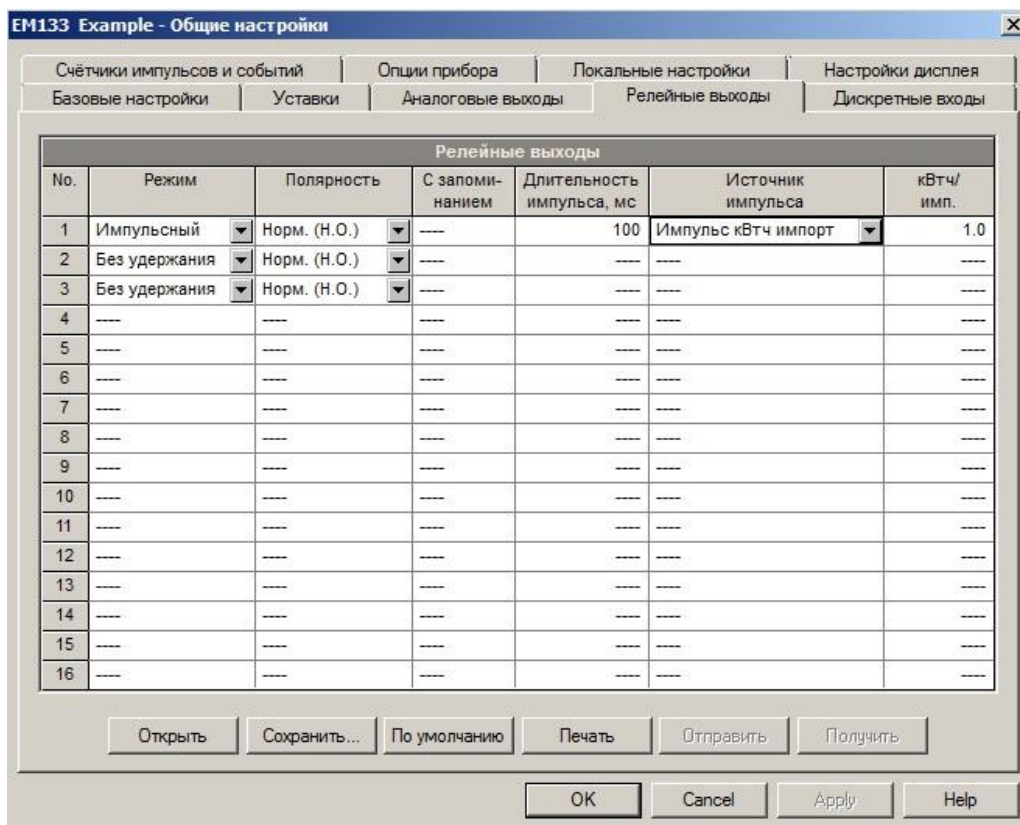 EM133 Example - Общие настройки
Счётчики импульсов и событий Опции прибора Локальные настройки Настройки дисплея
Базовые настройки Уставки Аналоговые выходы Релейные выходы Дискретные входы
Релейные выходы
No. Режим Полярность С запоми- Длительность Источник кВтч/
нанием импульса, мс импульса имп.
1 Импульсный Норм. (Н.О.) ---- 100 Импульс кВтч импорт 1.0
2 Без удержания Норм. (Н.О.) ---- ---- ---- ----
3 Без удержания Норм. (Н.О.) ---- ---- ---- ----
4 ---- ---- ---- ---- ---- ----
5 ---- ---- ---- ---- ---- ----
6 ---- ---- ---- ---- ---- ----
7 ---- ---- ---- ---- ---- ----
8 ---- ---- ---- ---- ---- ----
9 ---- ---- ---- ---- ---- ----
10 ---- ---- ---- ---- ---- ----
11 ---- ---- ---- ---- ---- ----
12 ---- ---- ---- ---- ---- ----
13 ---- ---- ---- ---- ---- ----
14 ---- ---- ---- ---- ---- ----
15 ---- ---- ---- ---- ---- ----
16 ---- ---- ---- ---- ---- ----
Открыть Сохранить... По умолчанию Печать Отправить Получить
OK Cancel Apply Help